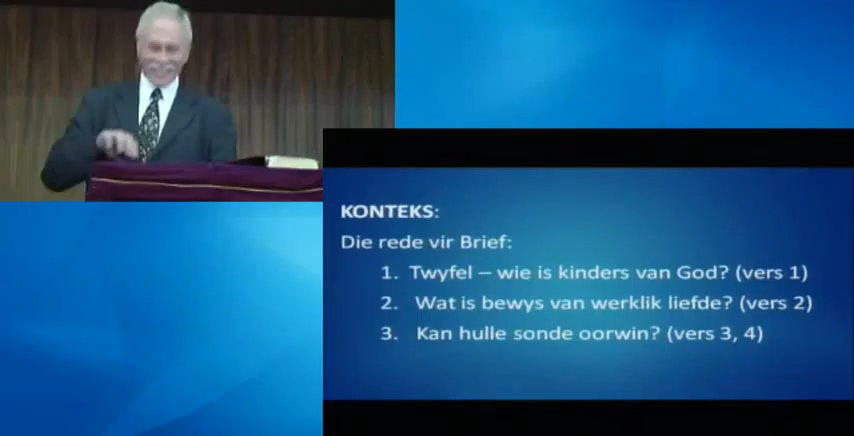 KONTEKS:
Die rede vir Brief:
1. Twyfel – wie is kinders van God? (vers 1)
2. Wat is bewys van werklik liefde? (vers 2)
3. Kan hulle sonde oorwin? (vers 3, 4)